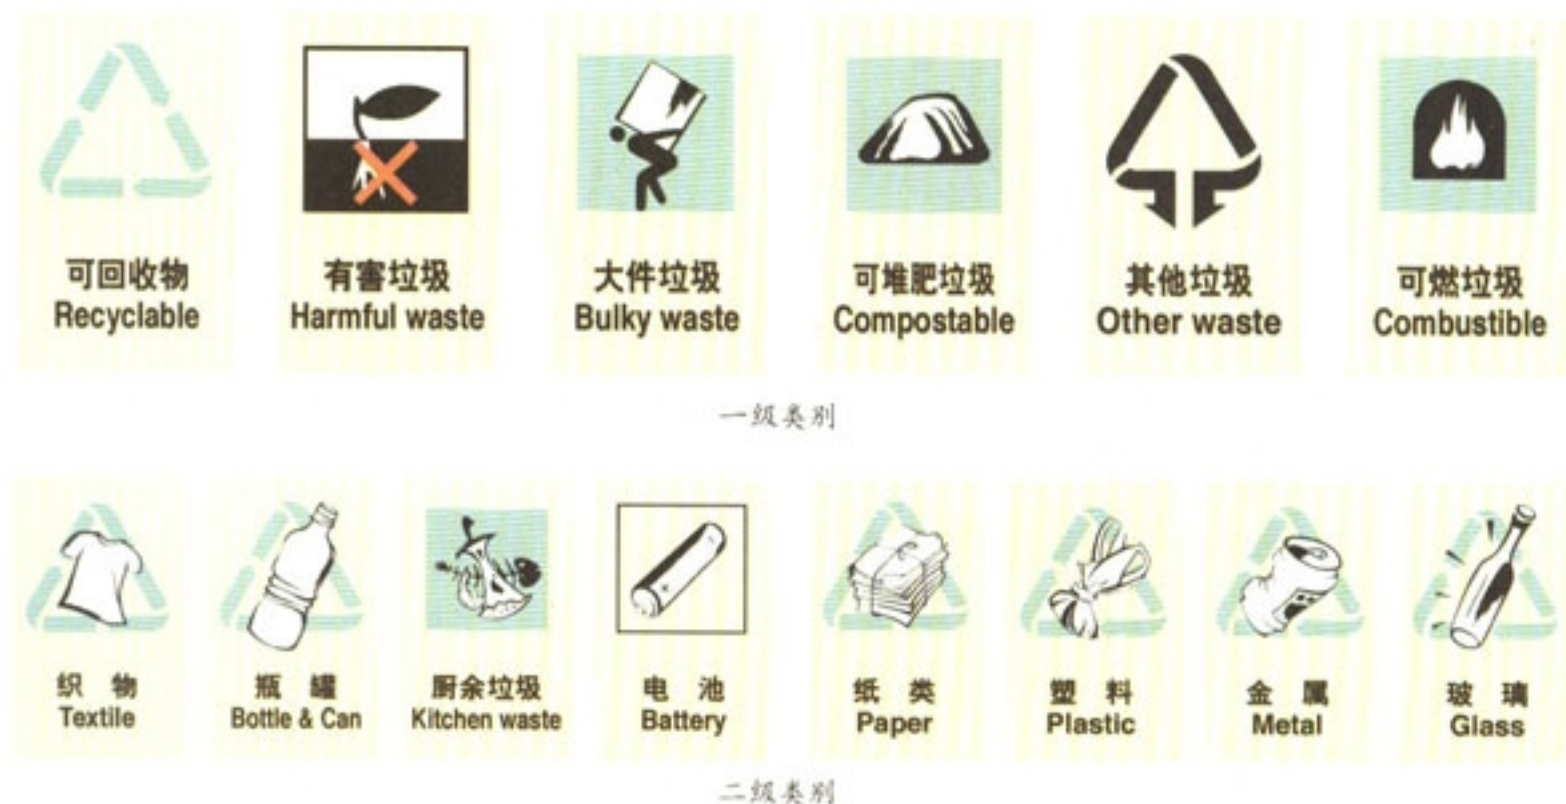 可回收物
Recyclable
有害垃圾
Harmful waste
大件垃圾
Bulky waste
可堆肥垃圾
Compostable
其他垃圾
Other waste
可燃垃圾
Combustible
一级类别
织 物
Textile
瓶 罐
Bottle & Can
厨余垃圾
Kitchen waste
电 池
Battery
纸 类
Paper
塑 料
Plastic
金 属
Metal
玻 璃
Glass
二级类别